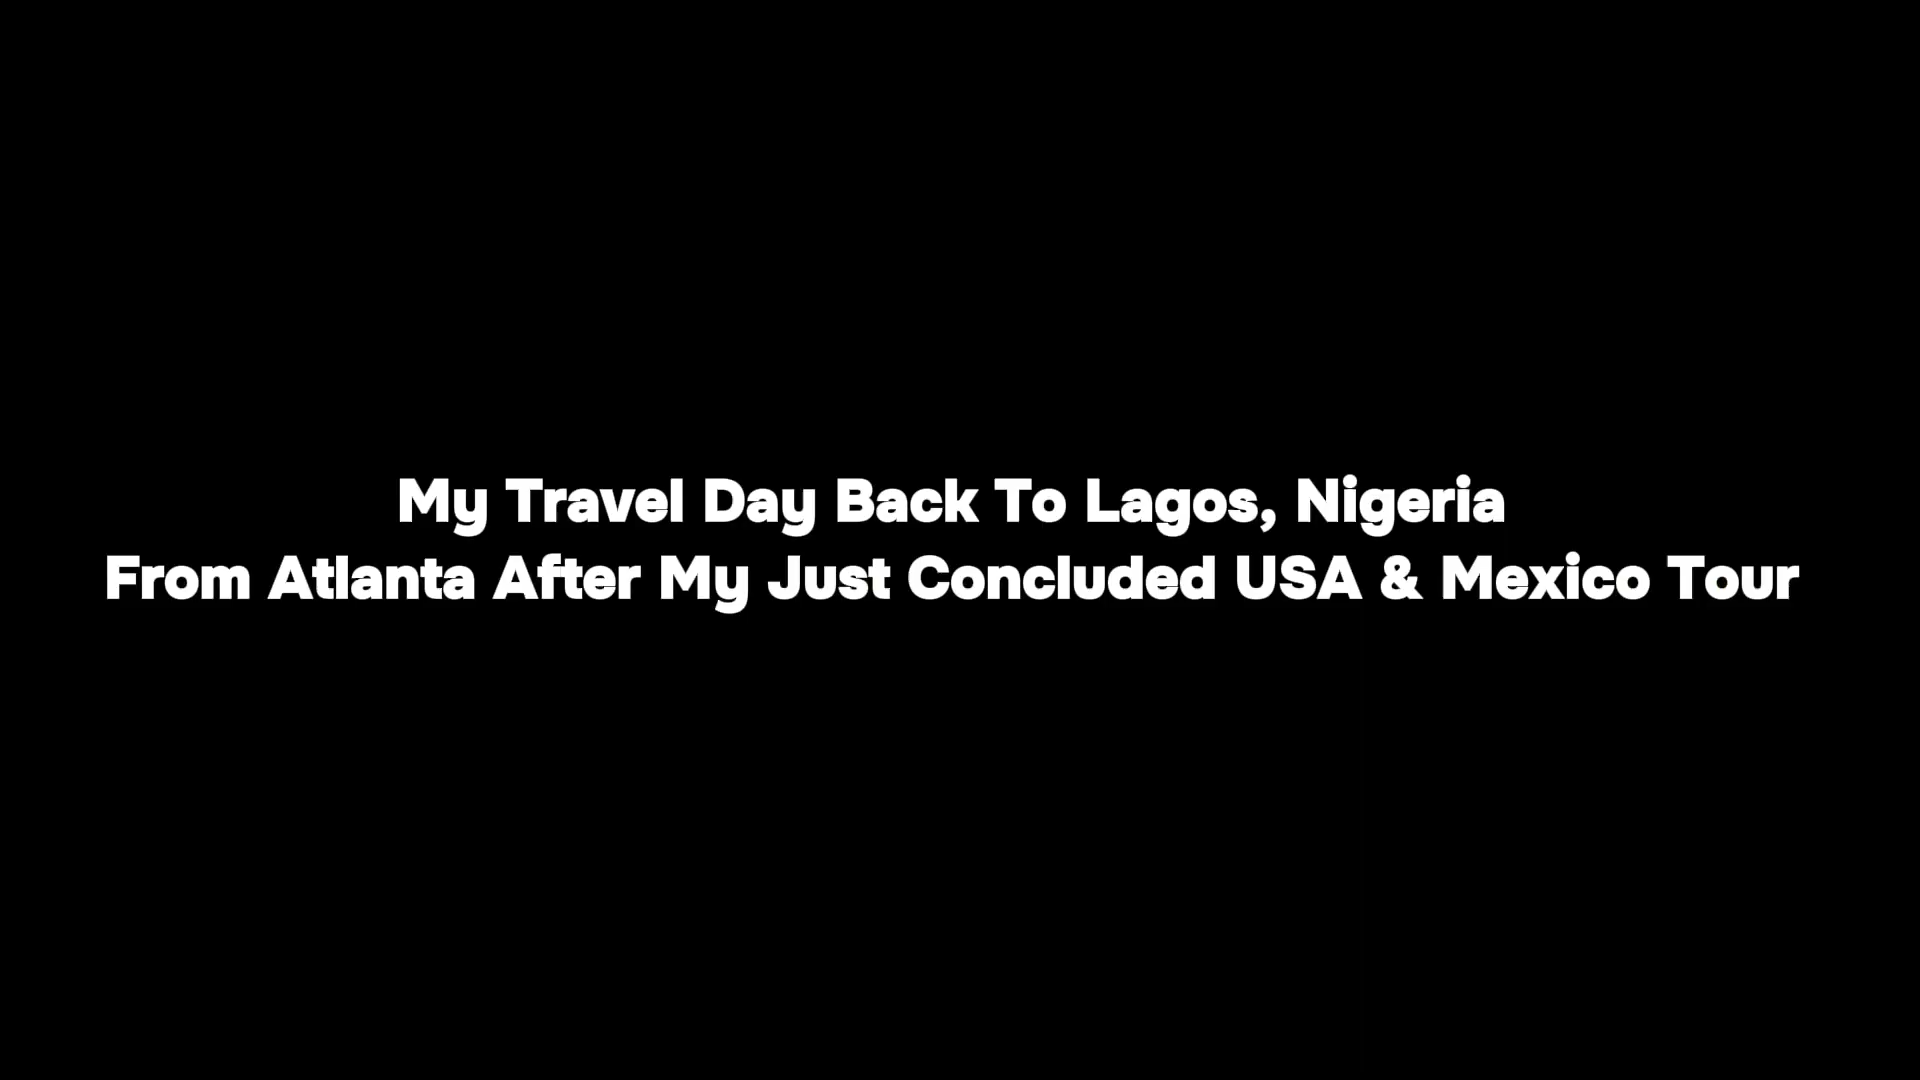 My Travel Day Back To Lagos, Nigeria
From Atlanta After My Just Concluded USA & Mexico Tour